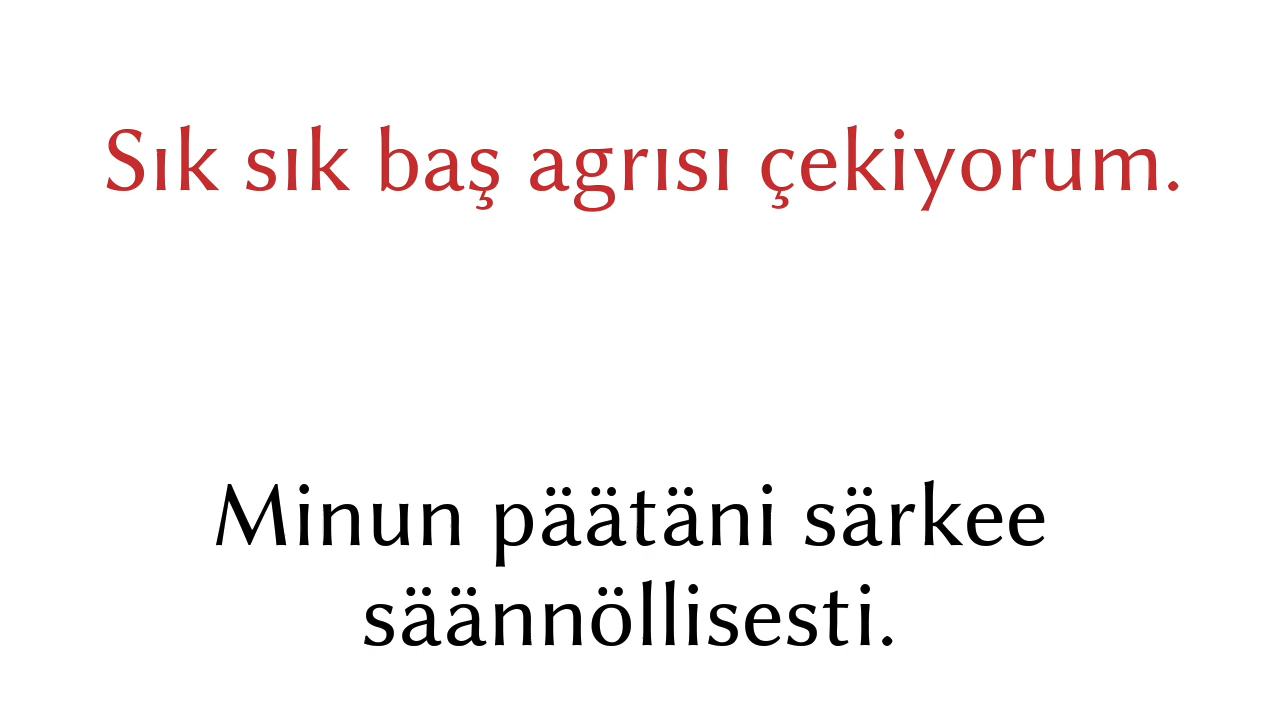 Sık sık baş agrısı çekiyorum.
Minun päätäni särkee
säännöllisesti.